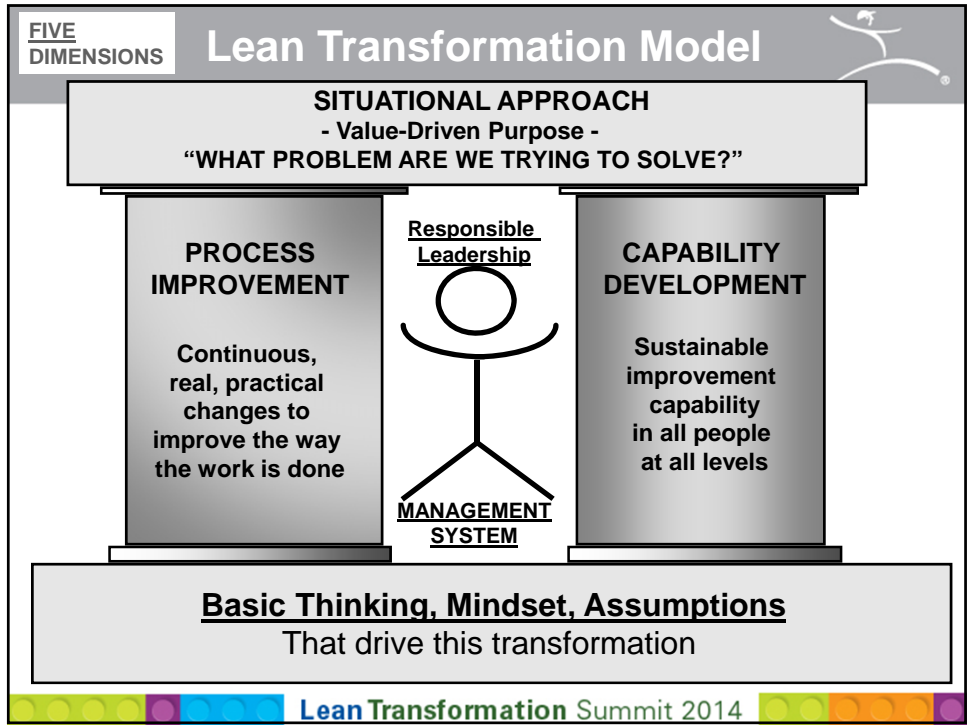 FIVE
DIMENSIONS
Lean Transformation Model
®
SITUATIONAL APPROACH
- Value-Driven Purpose -
“WHAT PROBLEM ARE WE TRYING TO SOLVE?”
PROCESS
IMPROVEMENT
Continuous,
real, practical
changes to
improve the way
the work is done
Responsible
Leadership
MANAGEMENT
SYSTEM
CAPABILITY
DEVELOPMENT
Sustainable
improvement
capability
in all people
at all levels
Basic Thinking, Mindset, Assumptions
That drive this transformation
Lean Transformation Summit 2014